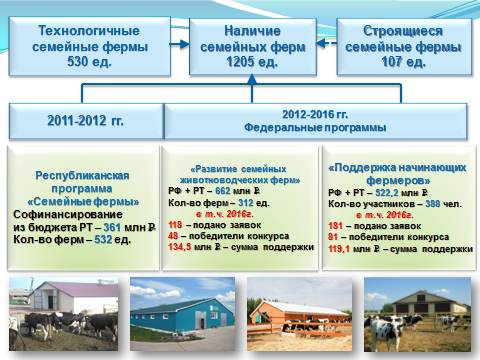 Технологичные
семейные фермы
530 ед.
Наличие
семейных ферм
1205 ед.
Строящиеся
семейные фермы
107 ед.
2011-2012 гг.
2012-2016 гг.
Федеральные программы
Республиканская
программа
«Семейные фермы»
Софинансирование
из бюджета РТ – 361 млн ₽
Кол-во ферм – 532 ед.
«Развитие семейных
животноводческих ферм»
РФ + РТ – 662 млн ₽
Кол-во ферм – 312 ед.
в т.ч. 2016г.
118 – подано заявок
48 – победители конкурса
134,5 млн ₽ – сумма поддержки
«Поддержка начинающих
фермеров»
РФ + РТ – 522,2 млн ₽
Кол-во участников – 388 чел.
в т.ч. 2016г.
181 – подано заявок
81 – победители конкурса
119,1 млн ₽ – сумма поддержки